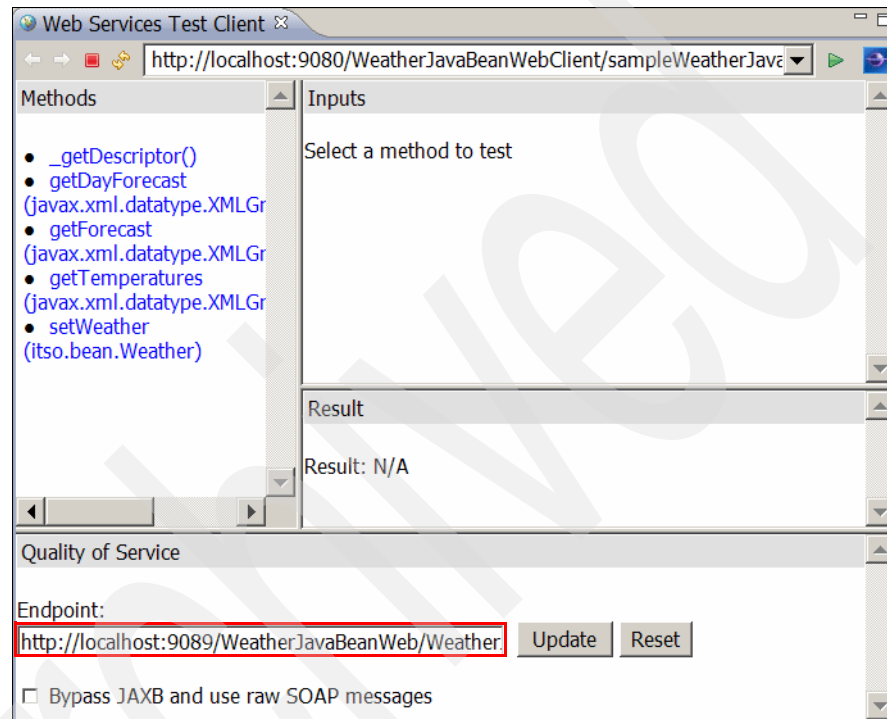 Web Services Test Client
http://localhost:9080/WeatherJavaBeanWebClient/sampleWeatherJava
Methods
_getDescriptor()
getDayForecast
(javax.xml.datatype.XMLGr
getForecast
(javax.xml.datatype.XMLGr
getTemperatures
(javax.xml.datatype.XMLGr
setWeather
(itso.bean.Weather)
Inputs
Select a method to test
Result
Result: N/A
Quality of Service
Endpoint:
http://localhost:9089/WeatherJavaBeanWeb/Weather
Update
Reset
Bypass JAXB and use raw SOAP messages